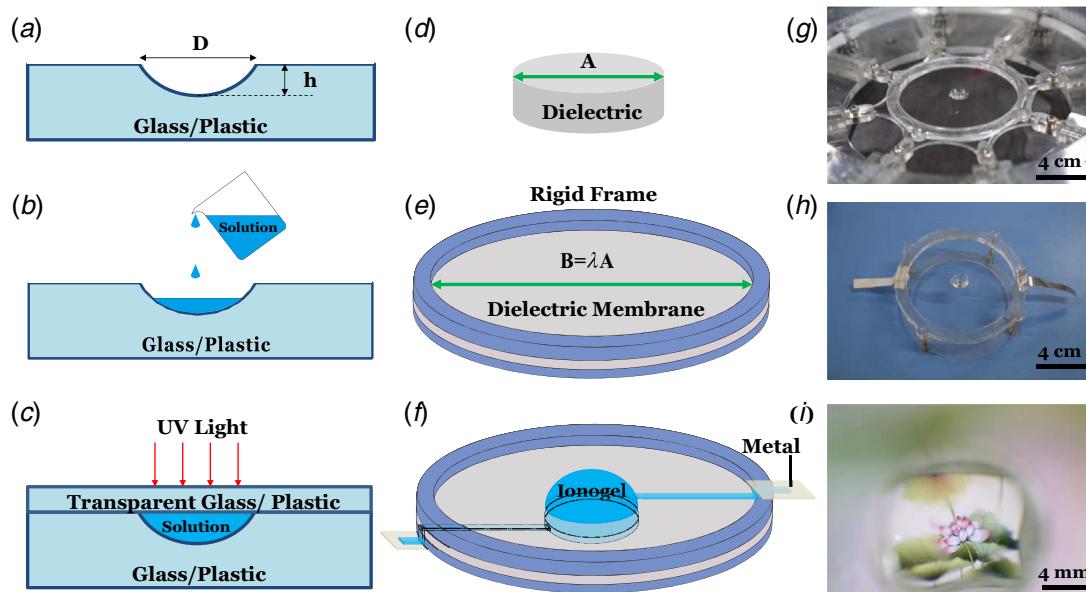 (a)
D
h
Glass/Plastic
(b)
Solution
Glass/Plastic
(c)
UV Light
Transparent Glass/ Plastic
Solution
Glass/Plastic
(d)
A
Dielectric
(e)
Rigid Frame
B=λA
Dielectric Membrane
(f)
Metal
Ionogel
(g)
4 cm
(h)
4 cm
(i)
4 mm